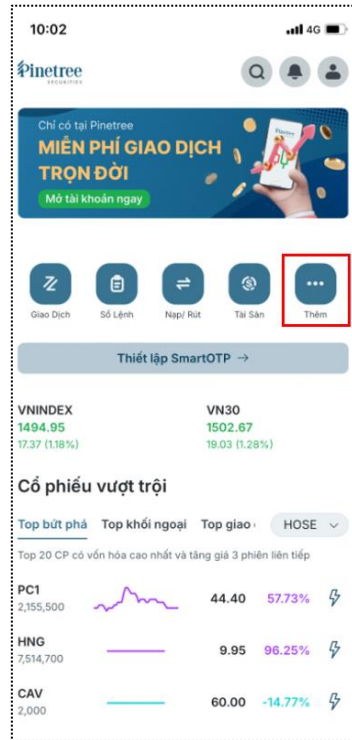 10:02
4G
Pinetree
SECURITIES
Chỉ có tại Pinetree
MIỄN PHÍ GIAO DỊCH
TRỌN ĐỜI
Mở tài khoản ngay
Giao Dịch Sổ Lệnh Nạp/ Rút Tài Sản Thêm
Thiết lập SmartOTP →
VNINDEX VN30
1494.95 1502.67
17.37 (1.18%) 19.03 (1.28%)
Cổ phiếu vượt trội
Top bứt phá Top khối ngoại Top giao HOSE
Top 20 CP có vốn hóa cao nhất và tăng giá 3 phiên liên tiếp
PC1 44.40 57.73%
2,155,500
HNG 9.95 96.25%
7,514,700
CAV 60.00 -14.77%
2,000